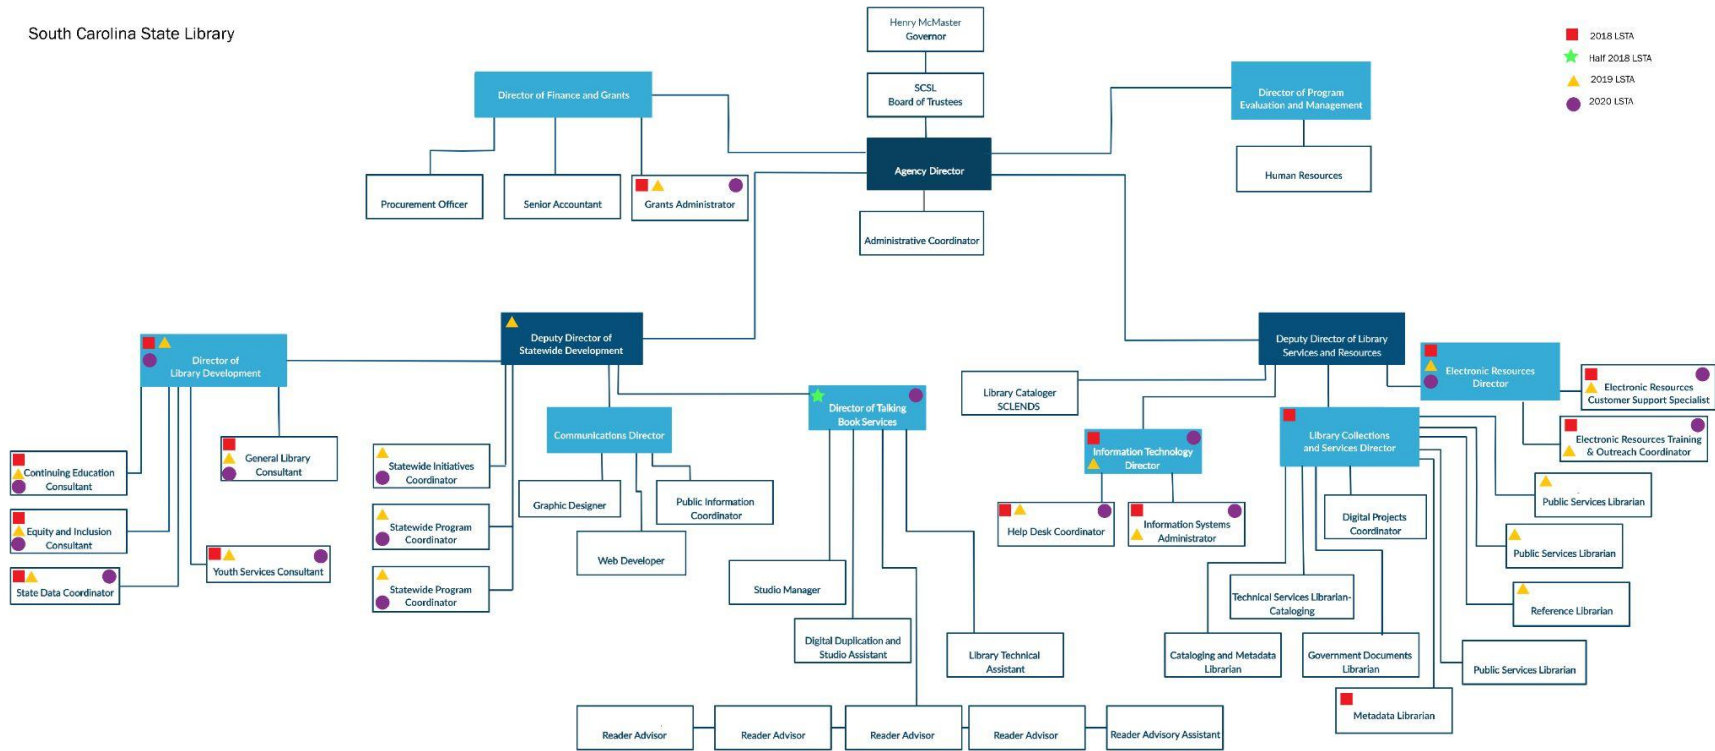 South Carolina State Library
Henry McMaster
Governor
2018 LSTA
Half 2018 LSTA
2019 LSTA
2020 LSTA
SCSL
Board of Trustees
Director of Finance and Grants
Director of Program
Evaluation and Management
Agency Director
Human Resources
Procurement Officer
Senior Accountant
Grants Administrator
Administrative Coordinator
Director of
Library Development
Deputy Director of
Statewide Development
Deputy Director of Library
Services and Resources
Electronic Resources
Director
Library Cataloger
SCLENDS
Electronic Resources
Customer Support Specialist
Director of Talking
Book Services
Communications Director
Information Technology
Director
Library Collections
and Services Director
Electronic Resources Training
& Outreach Coordinator
Continuing Education
Consultant
General Library
Consultant
Statewide Initiatives
Coordinator
Graphic Designer
Public Information
Coordinator
Public Services Librarian
Equity and Inclusion
Consultant
Statewide Program
Coordinator
Web Developer
Help Desk Coordinator
Information Systems
Administrator
Digital Projects
Coordinator
Public Services Librarian
State Data Coordinator
Youth Services Consultant
Statewide Program
Coordinator
Studio Manager
Technical Services Librarian-
Cataloging
Reference Librarian
Digital Duplication and
Studio Assistant
Library Technical
Assistant
Cataloging and Metadata
Librarian
Government Documents
Librarian
Public Services Librarian
Metadata Librarian
Reader Advisor
Reader Advisor
Reader Advisor
Reader Advisor
Reader Advisory Assistant